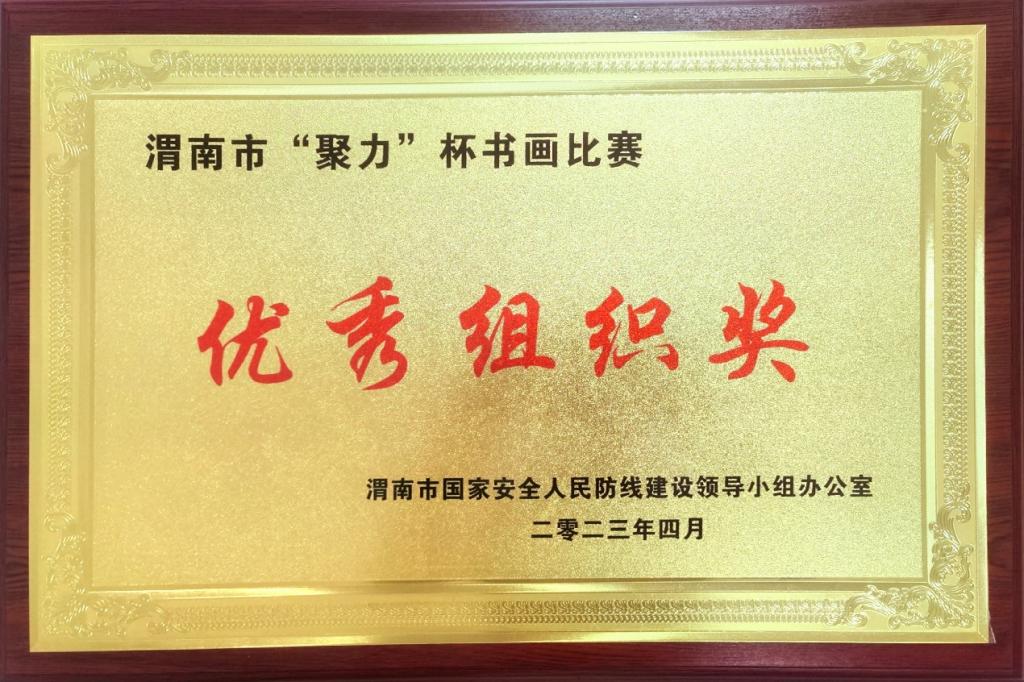 渭南市“聚力”杯书画比赛
优秀组织奖
渭南市国家安全人民防线建设领导小组办公室
二零二三年四月